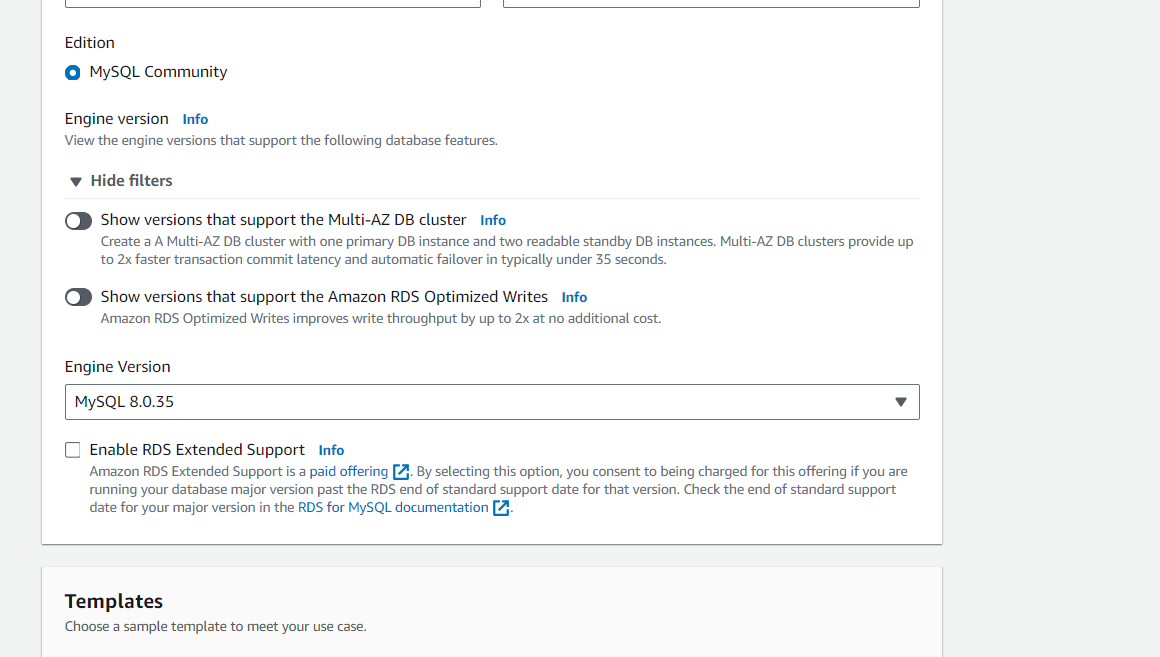 Edition
MySQL Community
Engine version Info
View the engine versions that support the following database features.
Hide filters
Show versions that support the Multi-AZ DB cluster Info
Create a A Multi-AZ DB cluster with one primary DB instance and two readable standby DB instances. Multi-AZ DB clusters provide up
to 2x faster transaction commit latency and automatic failover in typically under 35 seconds.
Show versions that support the Amazon RDS Optimized Writes Info
Amazon RDS Optimized Writes improves write throughput by up to 2x at no additional cost.
Engine Version
MySQL 8.0.35
Enable RDS Extended Support Info
Amazon RDS Extended Support is a paid offering. By selecting this option, you consent to being charged for this offering if you are
running your database major version past the RDS end of standard support date for that version. Check the end of standard support
date for your major version in the RDS for MySQL documentation.
Templates
Choose a sample template to meet your use case.